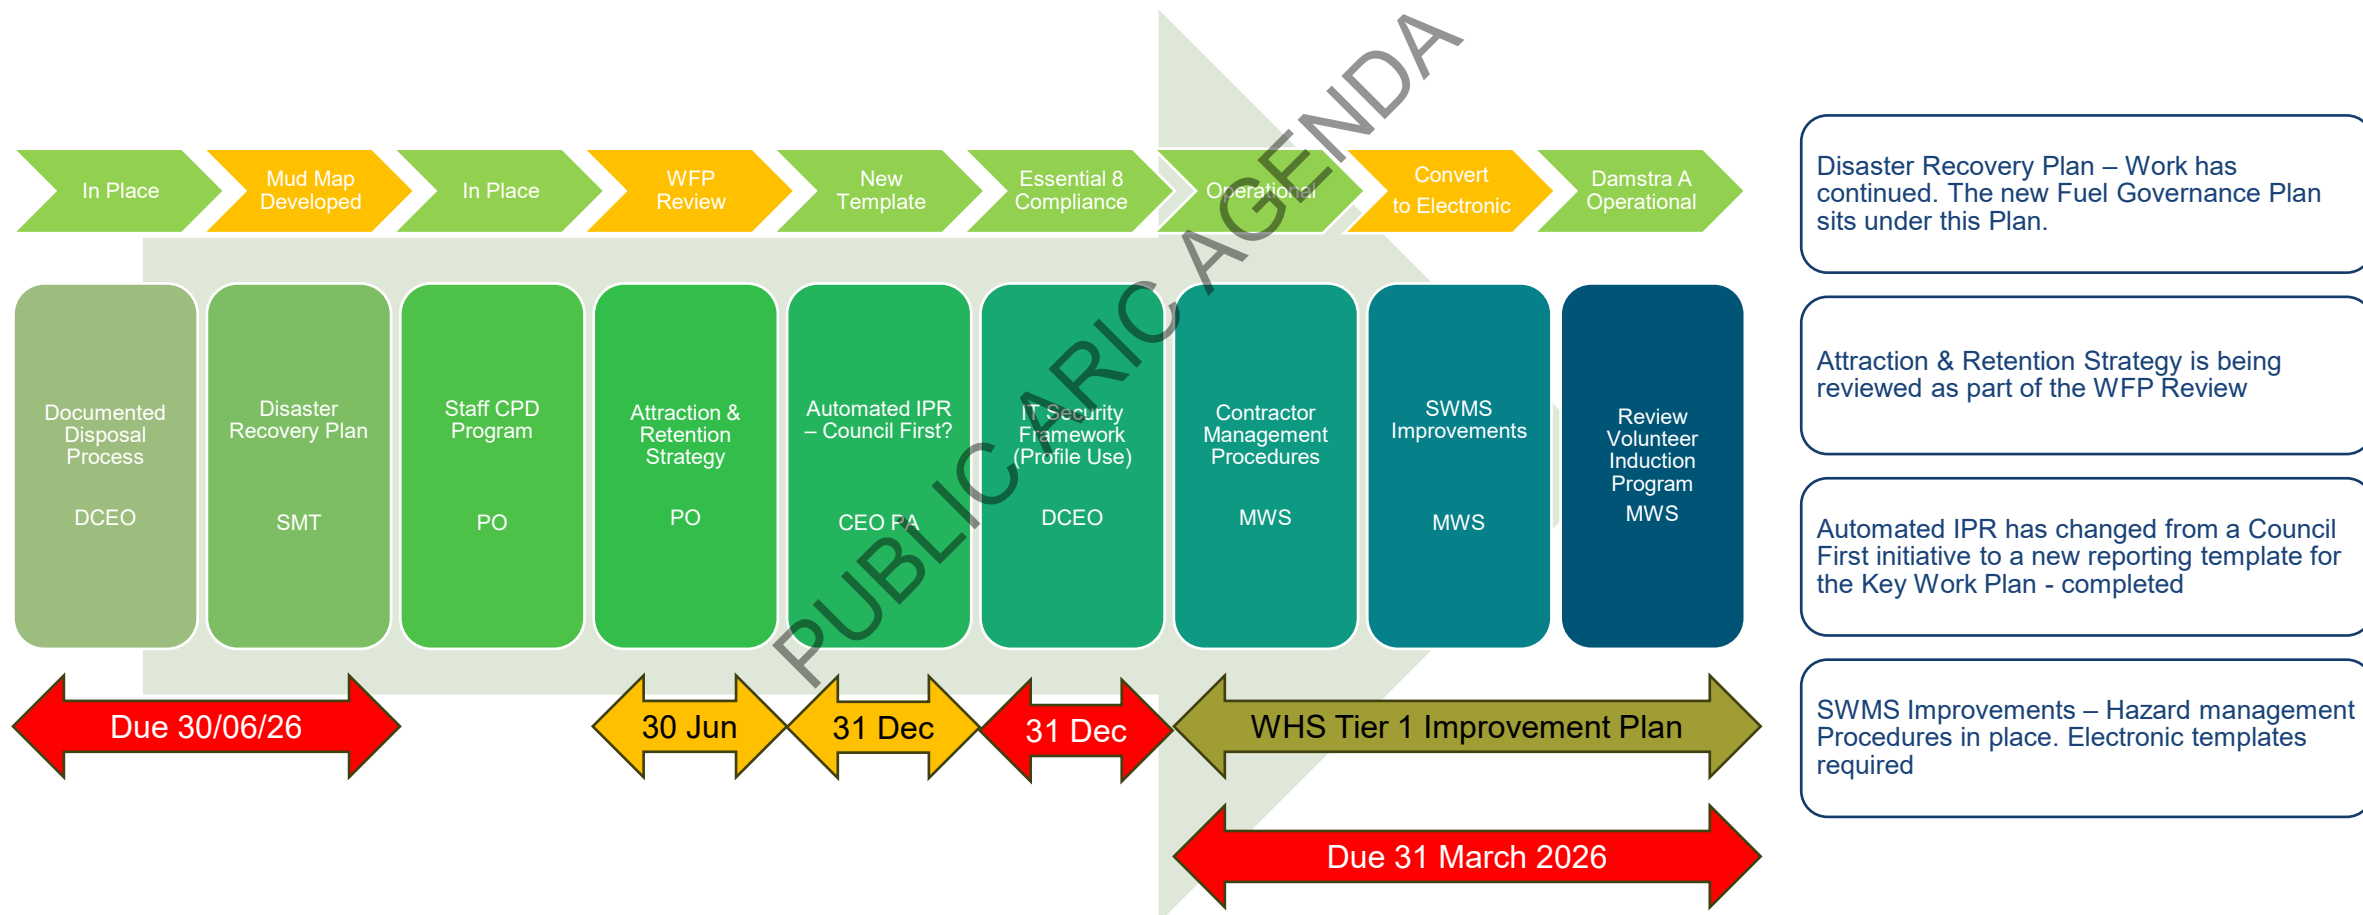 In Place
Mud Map
Developed
In Place
WFP
Review
New
Template
Essential 8
Compliance
Operational
Convert
to Electronic
Damstra A
Operational
Documented
Disposal
Process
DCEO
Disaster
Recovery Plan
SMT
Staff CPD
Program
PO
Attraction &
Retention
Strategy
PO
Automated IPR
– Council First?
CEO PA
IT Security
Framework
(Profile Use)
DCEO
Contractor
Management
Procedures
MWS
SWMS
Improvements
MWS
Review
Volunteer
Induction
Program
MWS
Due 30/06/26
30 Jun
31 Dec
31 Dec
WHS Tier 1 Improvement Plan
Due 31 March 2026
Disaster Recovery Plan – Work has
continued. The new Fuel Governance Plan
sits under this Plan.
Attraction & Retention Strategy is being
reviewed as part of the WFP Review
Automated IPR has changed from a Council
First initiative to a new reporting template for
the Key Work Plan - completed
SWMS Improvements – Hazard management
Procedures in place. Electronic templates
required
PUBLIC ARIC AGENDA